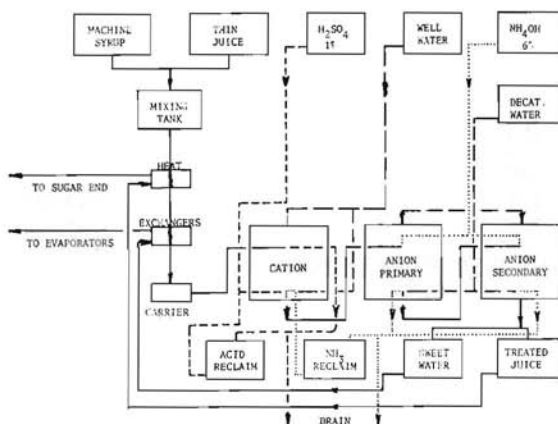 MACHINE
SYRUP
THIN
JUICE
H2SO4
WELL
WATER
NH4OH
6%
MIXING
TANK
DECAT.
WATER
HEAT
TO SUGAR END
EXCHANGERS
TO EVAPORATORS
CARRIER
CATION
ANION
PRIMARY
ANION
SECONDARY
ACID
RECLAIM
NH3
RECLAIM
SWEET
WATER
TREATED
JUICE
DRAIN